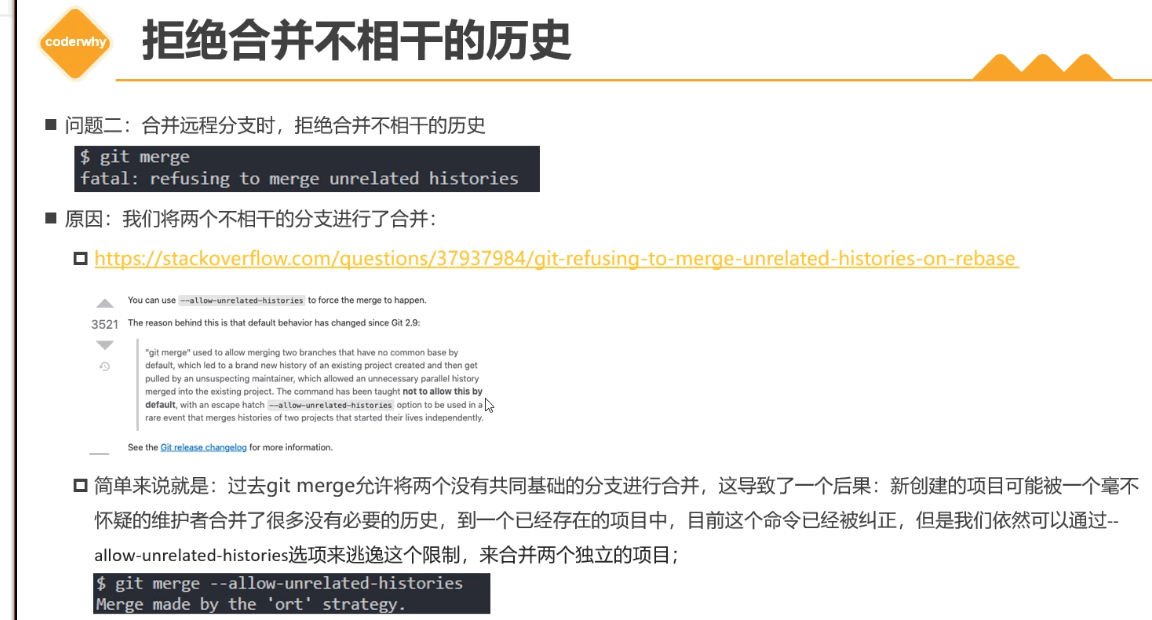 coderwhy
拒绝合并不相干的历史
问题二：合并远程分支时，拒绝合并不相干的历史
$ git merge
fatal: refusing to merge unrelated histories
原因：我们将两个不相干的分支进行了合并：
https://stackoverflow.com/questions/37937984/git-refusing-to-merge-unrelated-histories-on-rebase
You can use --allow-unrelated-histories to force the merge to happen.
3521
The reason behind this is that default behavior has changed since Git 2.9:
"git merge" used to allow merging two branches that have no common base by
default, which led to a brand new history of an existing project created and then get
pulled by an unsuspecting maintainer, which allowed an unnecessary parallel history
merged into the existing project. The command has been taught not to allow this by
default, with an escape hatch --allow-unrelated-histories option to be used in a
rare event that merges histories of two projects that started their lives independently.
See the Git release changelog for more information.
简单来说就是：过去git merge允许将两个没有共同基础的分支进行合并，这导致了一个后果：新创建的项目可能被一个毫不
怀疑的维护者合并了很多没有必要的历史，到一个已经存在的项目中，目前这个命令已经被纠正，但是我们依然可以通过--
allow-unrelated-histories选项来逃逸这个限制，来合并两个独立的项目；
$ git merge --allow-unrelated-histories
Merge made by the 'ort' strategy.